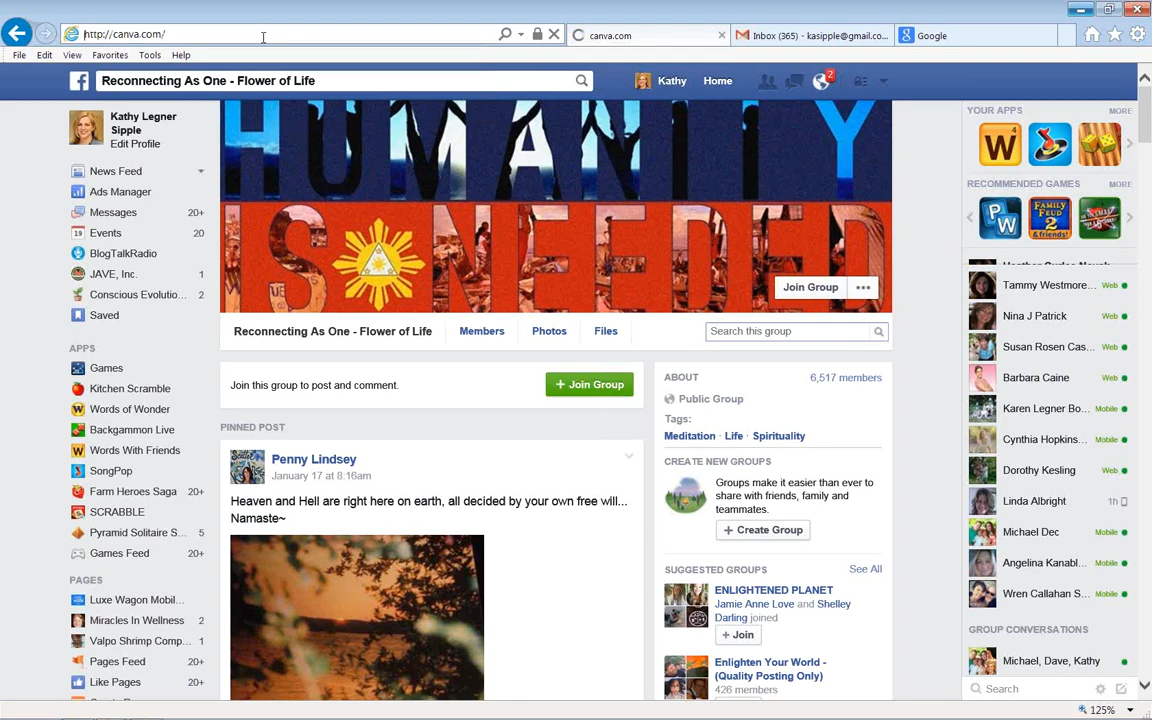 http://canva.com/
canva.com
Inbox (365) - kasipple@gmail.co...
Google
File Edit View Favorites Tools Help
Reconnecting As One - Flower of Life
Kathy Home
2
Kathy Legner
Sipple
Edit Profile
News Feed
Ads Manager
Messages 20+
Events 20
BlogTalkRadio
JAVE, Inc. 1
Conscious Evolutio... 2
Saved
APPS
Games
Kitchen Scramble
Words of Wonder
Backgammon Live
Words With Friends
SongPop
Farm Heroes Saga 20+
SCRABBLE
Pyramid Solitaire S... 5
Games Feed 20+
PAGES
Luxe Wagon Mobil...
Miracles In Wellness 2
Valpo Shrimp Comp... 1
Pages Feed 20+
Like Pages 20+
HUMANITY
IS NEEDED
Join Group
Reconnecting As One - Flower of Life Members Photos Files
Search this group
Join this group to post and comment.
+ Join Group
PINNED POST
Penny Lindsey
January 17 at 8:16am
Heaven and Hell are right here on earth, all decided by your own free will...
Namaste~
ABOUT 6,517 members
Public Group
Tags:
Meditation · Life · Spirituality
CREATE NEW GROUPS
Groups make it easier than ever to
share with friends, family and
teammates.
+ Create Group
SUGGESTED GROUPS See All
ENLIGHTENED PLANET
Jamie Anne Love and Shelley
Darling joined
+ Join
Enlighten Your World -
(Quality Posting Only)
426 members
YOUR APPS MORE
W 4
RECOMMENDED GAMES MORE
PW
FAMILY
FEUD
2
& friends!
Tammy Westmore... Web
Nina J Patrick Web
Susan Rosen Cas... Web
Barbara Caine Web
Karen Legner Bo... Mobile
Cynthia Hopkins... Mobile
Dorothy Kesling Web
Linda Albright 1h
Michael Dec Mobile
Angelina Kanabl... Mobile
Wren Callahan S... Mobile
GROUP CONVERSATIONS
Michael, Dave, Kathy
Search
125%